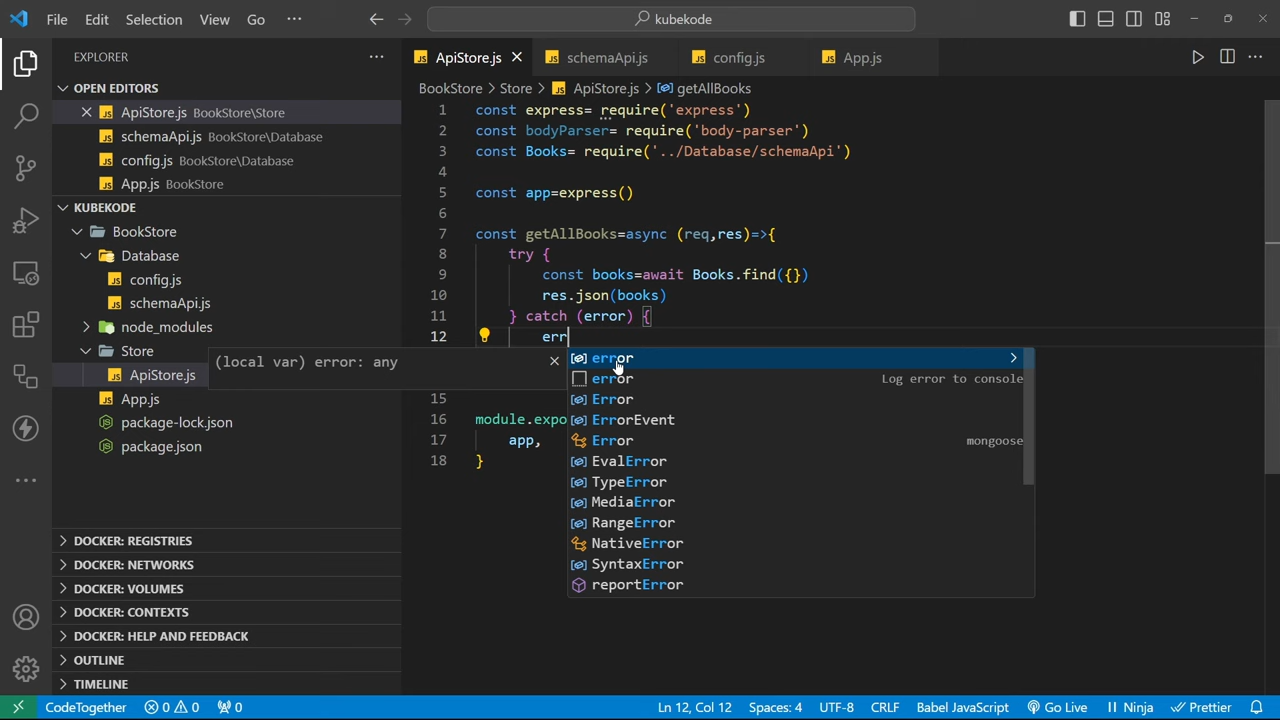 File Edit Selection View Go ··· kubekode
EXPLORER ···
OPEN EDITORS
ApiStore.js BookStore\Store
schemaApi.js BookStore\Database
config.js BookStore\Database
App.js BookStore
KUBEKODE
BookStore
Database
config.js
schemaApi.js
node_modules
Store
ApiStore.js
App.js
package-lock.json
package.json
DOCKER: REGISTRIES
DOCKER: NETWORKS
DOCKER: VOLUMES
DOCKER: CONTEXTS
DOCKER: HELP AND FEEDBACK
OUTLINE
TIMELINE
ApiStore.js schemaApi.js config.js App.js
BookStore > Store > ApiStore.js > getAllBooks
1 const express= require('express')
2 const bodyParser= require('body-parser')
3 const Books= require('../Database/schemaApi')
4
5 const app=express()
6
7 const getAllBooks=async (req,res)=>{
8 try {
9 const books=await Books.find({})
10 res.json(books)
11 } catch (error) {
12 err
15
16 module.expo
17 app,
18 }
(local var) error: any
error
error Log error to console
Error
ErrorEvent
Error mongoose
EvalError
TypeError
MediaError
RangeError
NativeError
SyntaxError
reportError
CodeTogether 0 0 0 Ln 12, Col 12 Spaces: 4 UTF-8 CRLF Babel JavaScript Go Live Ninja Prettier